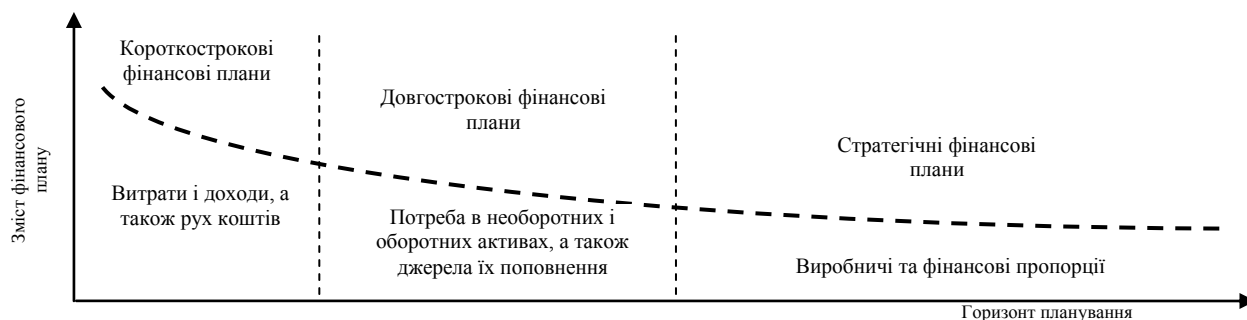 Короткострокові
фінансові плани
Довгострокові фінансові
плани
Стратегічні фінансові
плани
Зміст фінансового
плану
Витрати і доходи, а
також рух коштів
Потреба в необоротних і
оборотних активах, а також
джерела їх поповнення
Виробничі та фінансові пропорції
Горизонт планування